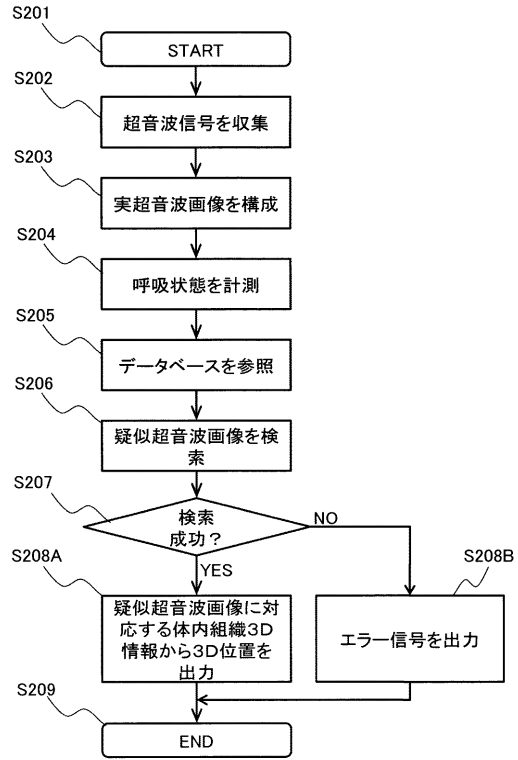 S201
START
S202
超音波信号を収集
S203
実超音波画像を構成
S204
呼吸状態を計測
S205
データベースを参照
S206
疑似超音波画像を検
索
S207
検索
成功？
NO
YES
S208A
疑似超音波画像に対
応する体内組織３Ｄ
情報から３Ｄ位置を
出力
S208B
エラー信号を出力
S209
END